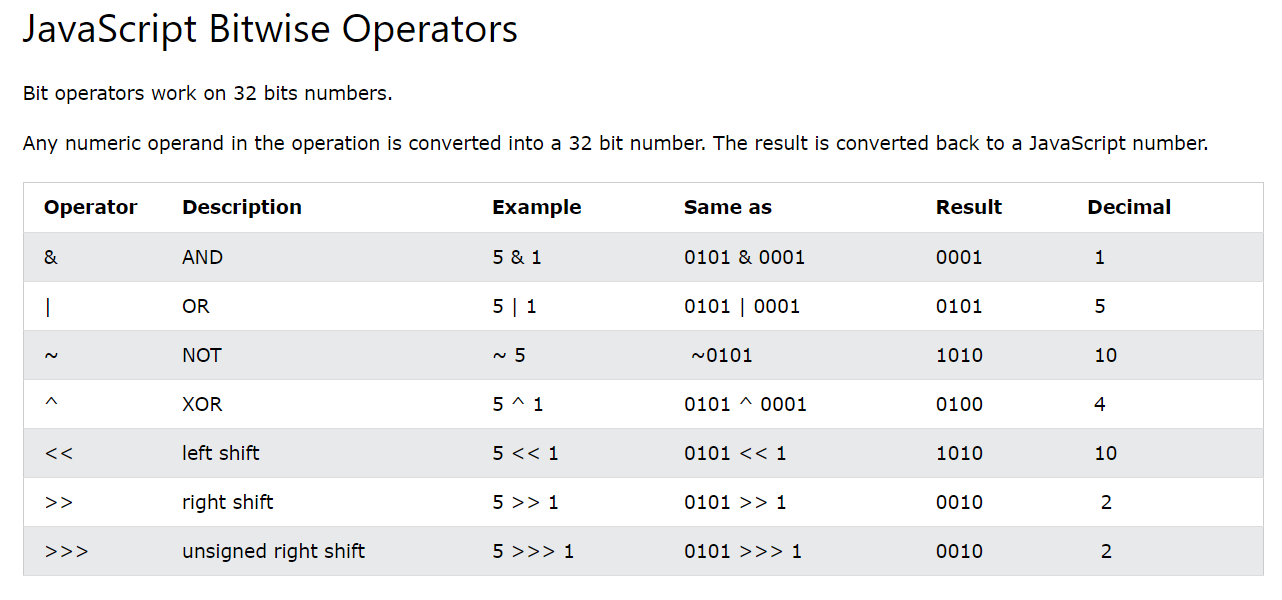 JavaScript Bitwise Operators
Bit operators work on 32 bits numbers.
Any numeric operand in the operation is converted into a 32 bit number. The result is converted back to a JavaScript number.
Operator Description Example Same as Result Decimal
& AND 5 & 1 0101 & 0001 0001 1
| OR 5 | 1 0101 | 0001 0101 5
~ NOT ~ 5 ~0101 1010 10
^ XOR 5 ^ 1 0101 ^ 0001 0100 4
<< left shift 5 << 1 0101 << 1 1010 10
>> right shift 5 >> 1 0101 >> 1 0010 2
>>> unsigned right shift 5 >>> 1 0101 >>> 1 0010 2